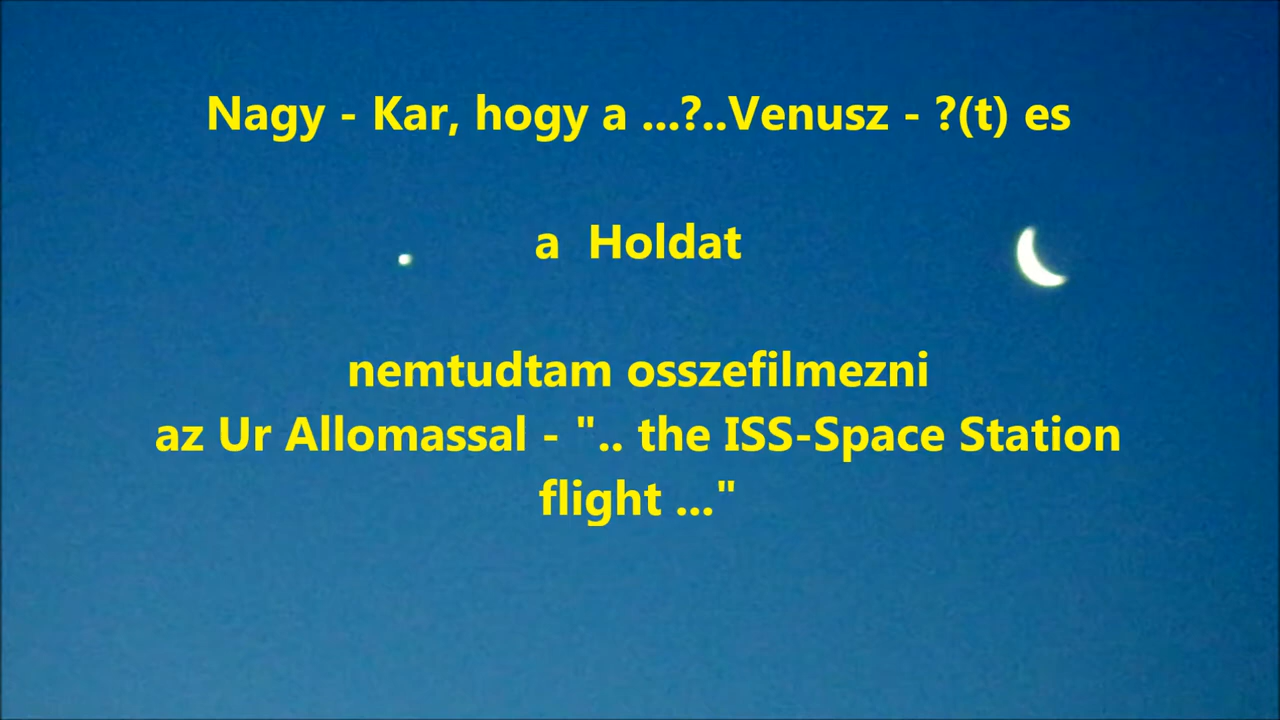 Nagy - Kar, hogy a ...?..Venusz - ?(t) es
a Holdat
nemtudtam osszefilmezni
az Ur Allomassal - ".. the ISS-Space Station
flight ..."